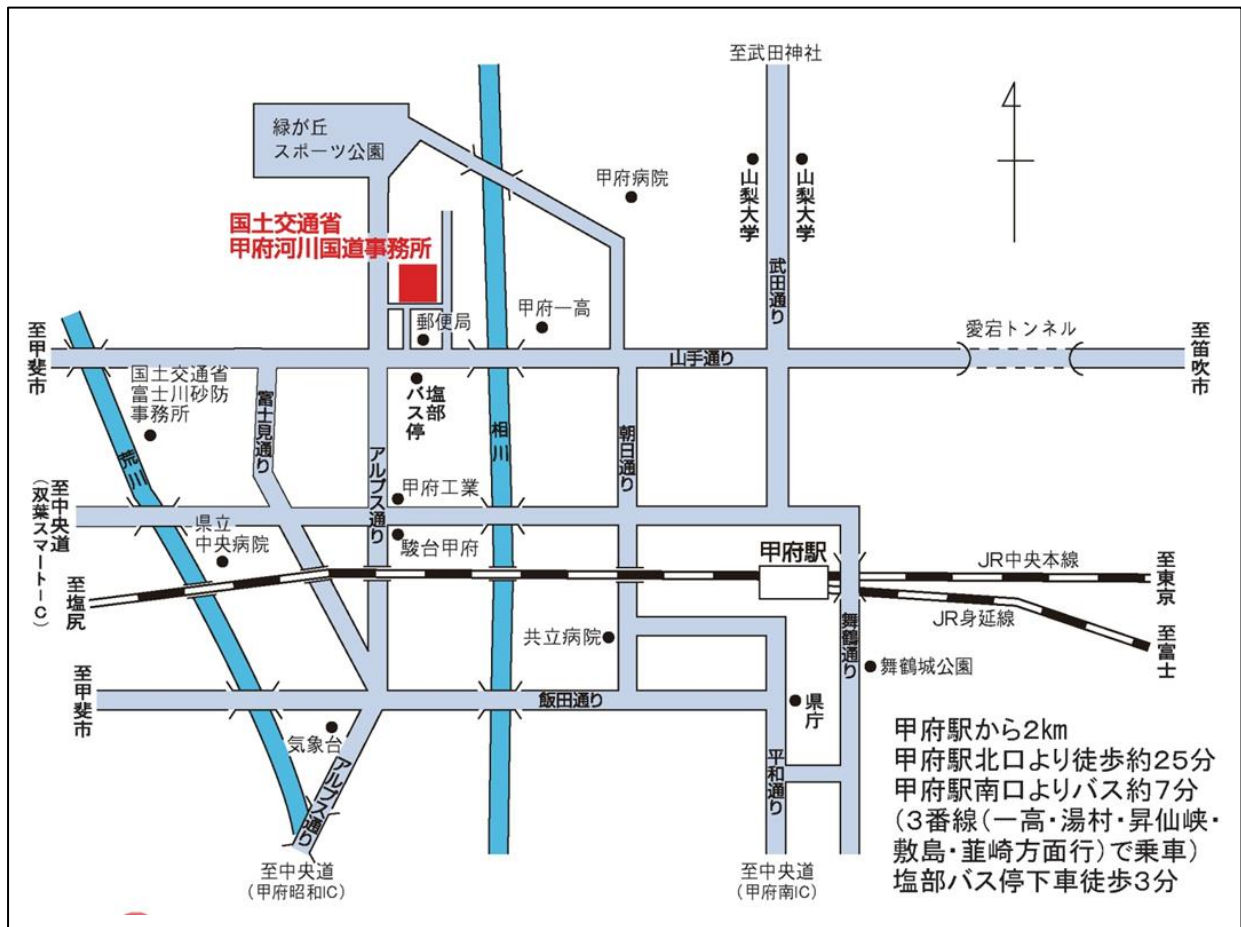 至武田神社
緑が丘
スポーツ公園
甲府病院
山梨大学
山梨大学
国土交通省
甲府河川国道事務所
武田通り
甲府一高
郵便局
愛宕トンネル
至甲斐市
山手通り
至笛吹市
国土交通省
富士川砂防
事務所
富士見通り
塩部
バス停
相川
朝日通り
荒川
アルプス通り
至中央道
(双葉スマートIC)
甲府工業
県立
中央病院
駿台甲府
甲府駅
JR中央本線
至東京
至塩尻
JR身延線
至富士
共立病院
舞鶴通り
舞鶴城公園
至甲斐市
飯田通り
県庁
気象台
アルプス通り
平和通り
甲府駅から2km
甲府駅北口より徒歩約25分
甲府駅南口よりバス約7分
(3番線(一高・湯村・昇仙峡・
敷島・韮崎方面行)で乗車)
塩部バス停下車徒歩3分
至中央道
(甲府昭和IC)
至中央道
(甲府南IC)